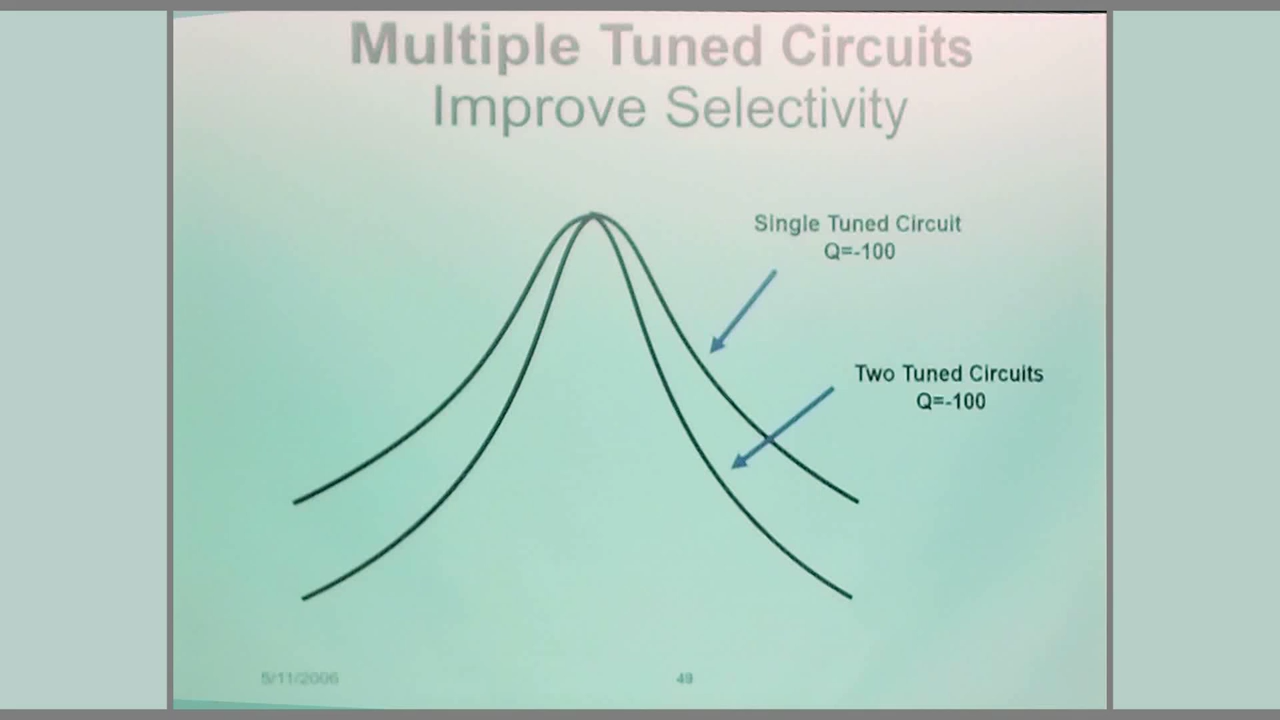 Multiple Tuned Circuits
Improve Selectivity
Single Tuned Circuit
Q=-100
Two Tuned Circuits
Q=-100
5/11/2006
49